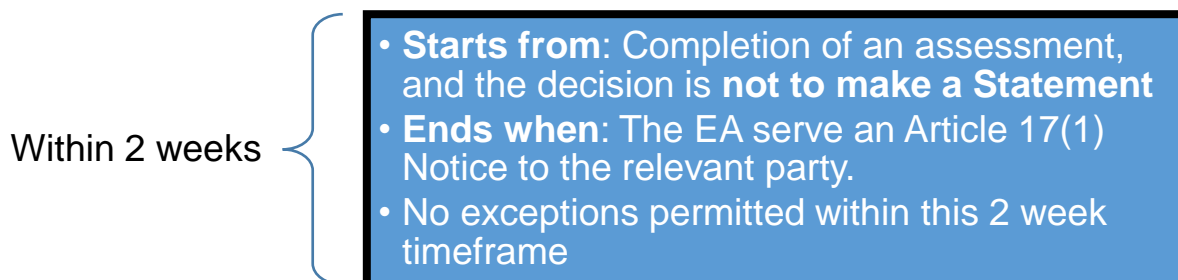 Within 2 weeks
• Starts from: Completion of an assessment,
and the decision is not to make a Statement
• Ends when: The EA serve an Article 17(1)
Notice to the relevant party.
• No exceptions permitted within this 2 week
timeframe